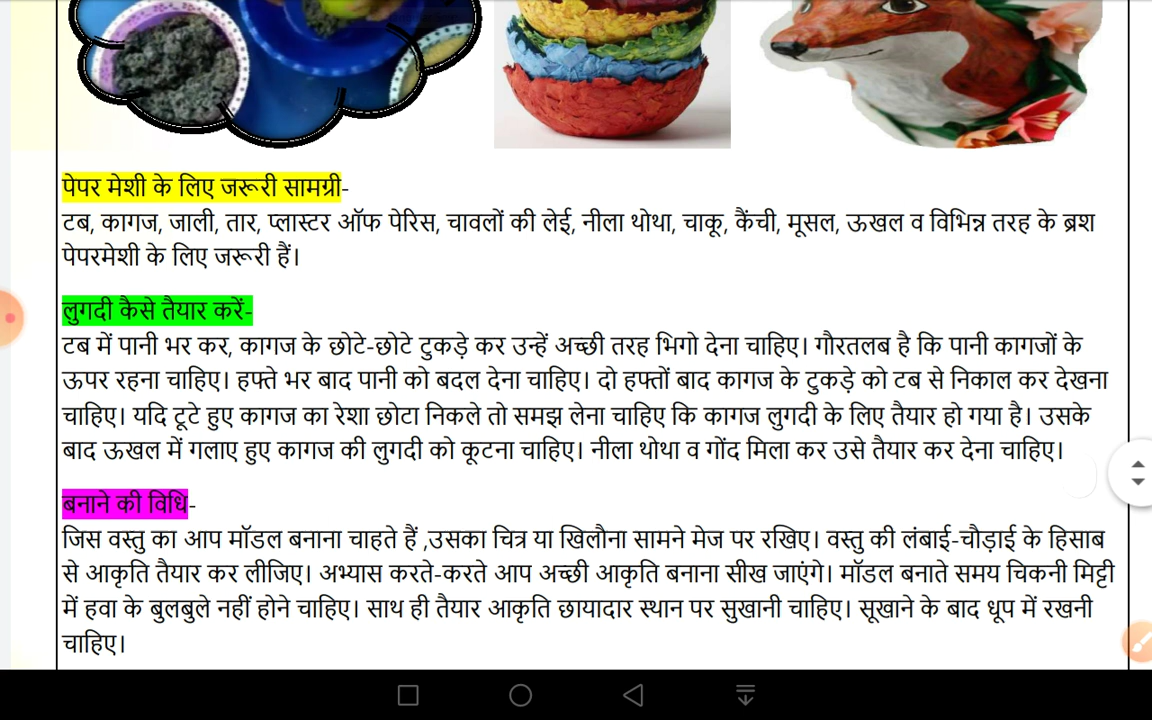 पेपर मेशी के लिए जरूरी सामग्री-
टब, कागज, जाली, तार, प्लास्टर ऑफ पेरिस, चावलों की लेई, नीला थोथा, चाकू, कैंची, मूसल, ऊखल व विभिन्न तरह के ब्रश
पेपरमेशी के लिए जरूरी हैं।
लुगदी कैसे तैयार करें-
टब में पानी भर कर, कागज के छोटे-छोटे टुकड़े कर उन्हें अच्छी तरह भिगो देना चाहिए। गौरतलब है कि पानी कागजों के
ऊपर रहना चाहिए। हफ्ते भर बाद पानी को बदल देना चाहिए। दो हफ्तों बाद कागज के टुकड़े को टब से निकाल कर देखना
चाहिए। यदि टूटे हुए कागज का रेशा छोटा निकले तो समझ लेना चाहिए कि कागज लुगदी के लिए तैयार हो गया है। उसके
बाद ऊखल में गलाए हुए कागज की लुगदी को कूटना चाहिए। नीला थोथा व गोंद मिला कर उसे तैयार कर देना चाहिए।
बनाने की विधि-
जिस वस्तु का आप मॉडल बनाना चाहते हैं ,उसका चित्र या खिलौना सामने मेज पर रखिए। वस्तु की लंबाई-चौड़ाई के हिसाब
से आकृति तैयार कर लीजिए। अभ्यास करते-करते आप अच्छी आकृति बनाना सीख जाएंगे। मॉडल बनाते समय चिकनी मिट्टी
में हवा के बुलबुले नहीं होने चाहिए। साथ ही तैयार आकृति छायादार स्थान पर सुखानी चाहिए। सूखाने के बाद धूप में रखनी
चाहिए।